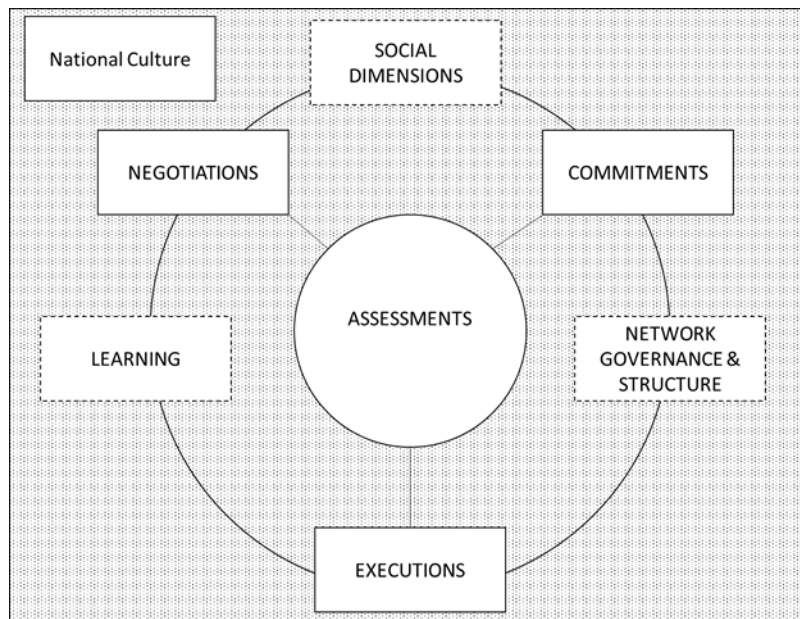 National Culture
SOCIAL
DIMENSIONS
NEGOTIATIONS
COMMITMENTS
ASSESSMENTS
LEARNING
NETWORK
GOVERNANCE &
STRUCTURE
EXECUTIONS